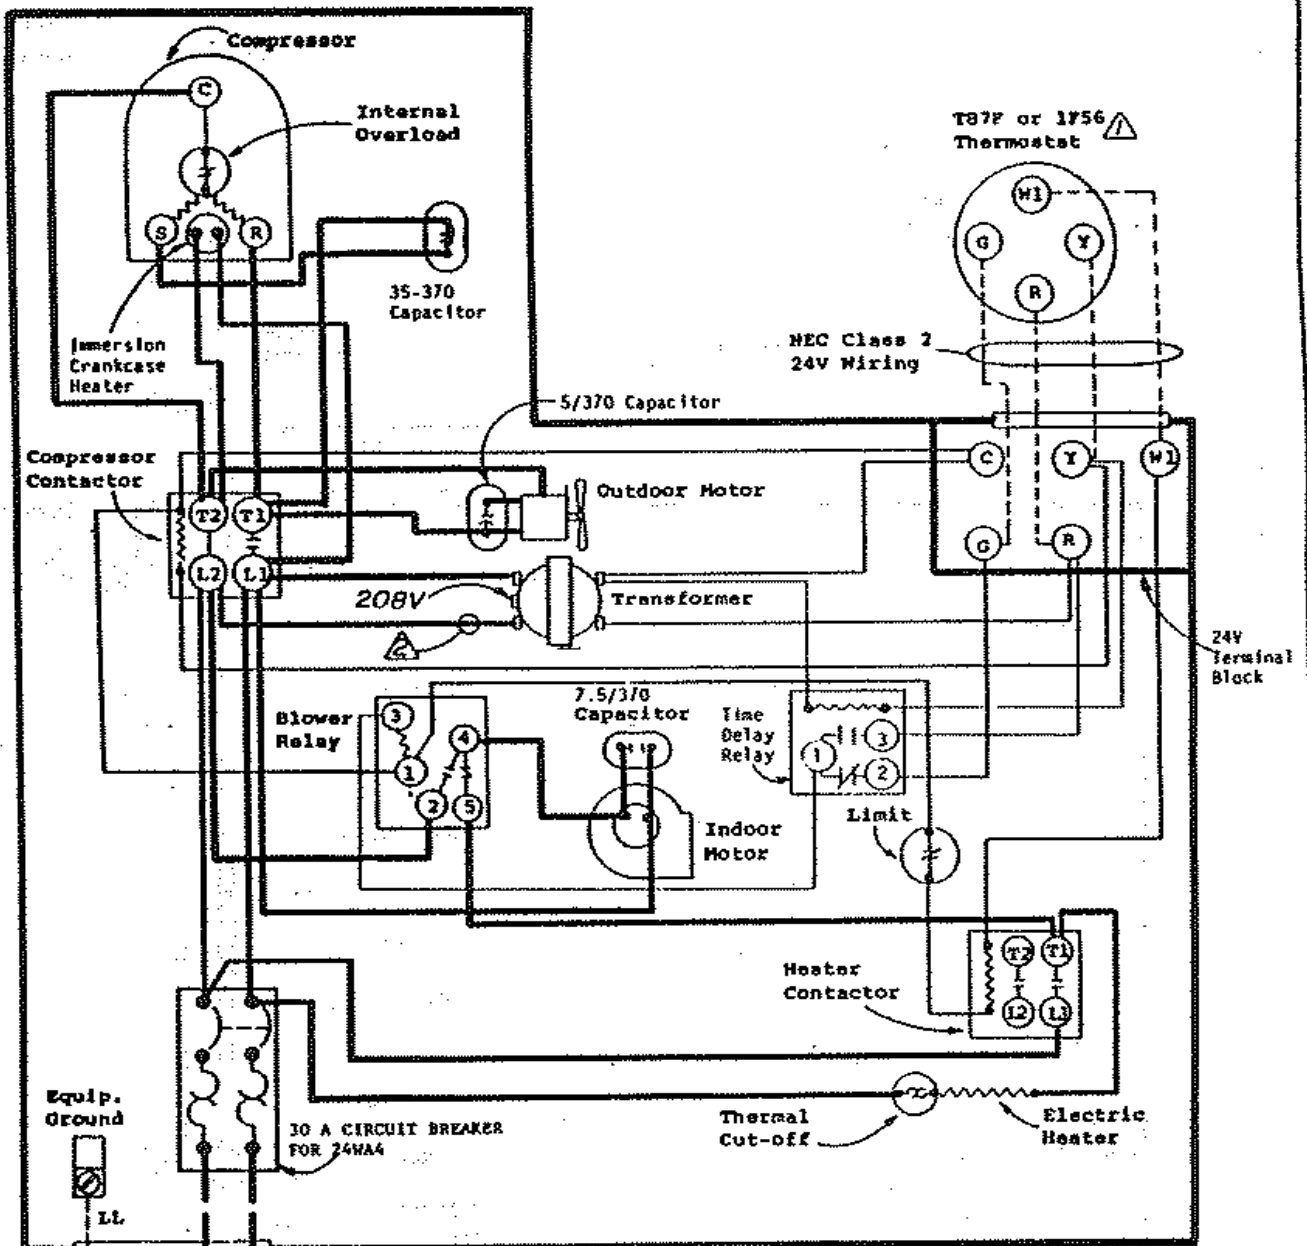 Compressor
C
Internal
Overload
S
R
35-370
Capacitor
Immersion
Crankcase
Heater
T87F or 1F56
1
Thermostat
W1
G
Y
R
NEC Class 2
24V Wiring
5/370 Capacitor
Compressor
Contactor
T2
T1
L2
L1
Outdoor Motor
C
Y
W1
G
R
208V
Transformer
24V
Terminal
Block
Blower
Relay
3
4
1
2
5
7.5/370
Capacitor
Time
Delay
Relay
1
3
2
Indoor
Motor
Limit
Heater
Contactor
T2
T1
L2
L1
Equip.
Ground
LL
30 A CIRCUIT BREAKER
FOR 24WA4
Thermal
Cut-off
Electric
Heater